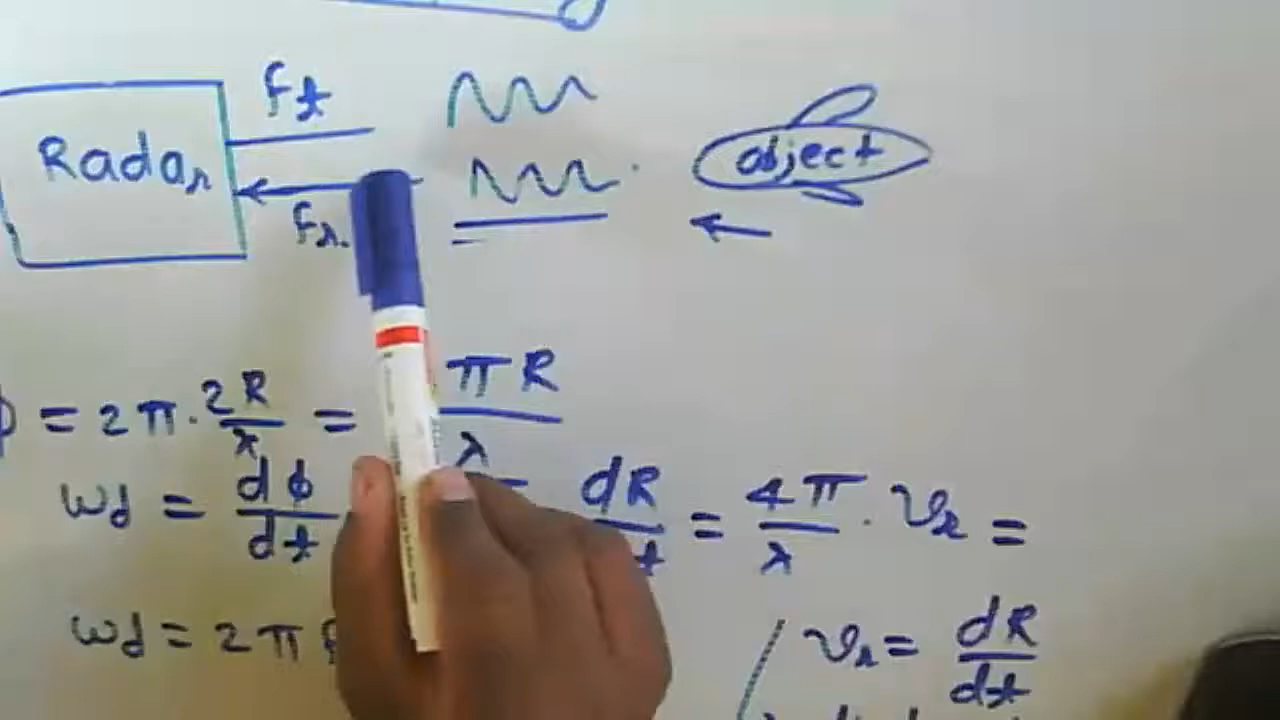 ft
Radar
object
fr.
ϕ = 2π · 2R/λ = πR/λ
ωd = dϕ/dt dR/t = 4π/λ · vr =
ωd = 2π
vr = dR/dt